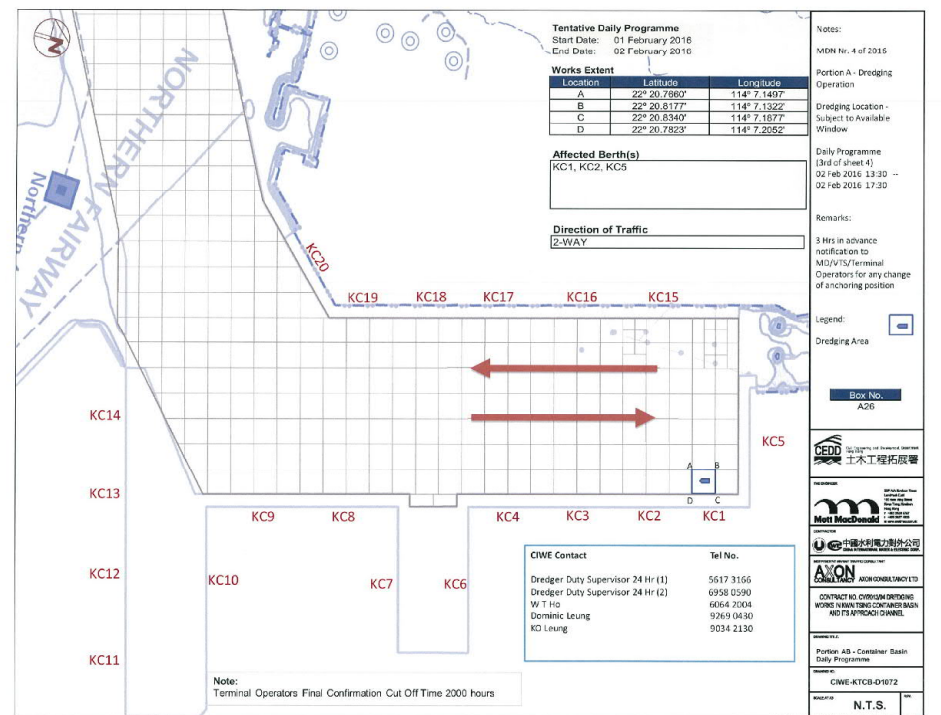 Tentative Daily Programme
Start Date: 01 February 2016
End Date: 02 February 2016
Works Extent
Location Latitude Longitude
A 22º 20.7660' 114º 7.1497'
B 22º 20.8177' 114º 7.1322'
C 22º 20.8340' 114º 7.1877'
D 22º 20.7823' 114º 7.2052'
Affected Berth(s)
KC1, KC2, KC5
Direction of Traffic
2-WAY
N
NORTHERN FAIRWAY
Northern
KC20
KC19 KC18 KC17 KC16 KC15
KC14
KC5
A B
D C
KC13
KC9 KC8 KC4 KC3 KC2 KC1
KC12
KC10
KC7 KC6
KC11
CIWE Contact Tel No.
Dredger Duty Supervisor 24 Hr (1) 5617 3166
Dredger Duty Supervisor 24 Hr (2) 6958 0590
W T Ho 6064 2004
Dominic Leung 9269 0430
KO Leung 9034 2130
Note:
Terminal Operators Final Confirmation Cut Off Time 2000 hours
Notes:
MDN Nr. 4 of 2016
Portion A - Dredging
Operation
Dredging Location -
Subject to Available
Window
Daily Programme
(3rd of sheet 4)
02 Feb 2016 13:30 --
02 Feb 2016 17:30
Remarks:
3 Hrs in advance
notification to
MD/VTS/Terminal
Operators for any change
of anchoring position
Legend:
Dredging Area
Box No.
A26
CEDD
土木工程拓展署
Mott MacDonald
中國水利電力對外公司
AXON
CONSULTANCY AXON CONSULTANCY LTD
CONTRACT NO. CV/2013/04 DREDGING
WORKS IN KWAI TSING CONTAINER BASIN
AND ITS APPROACH CHANNEL
Portion AB - Container Basin
Daily Programme
CIWE-KTCB-D1072
N.T.S.